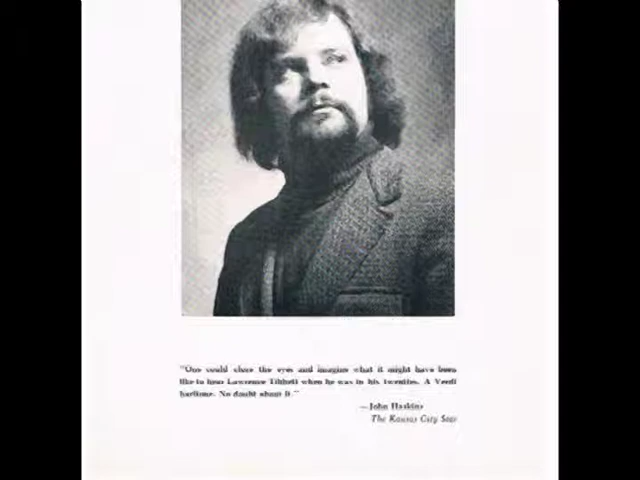 "One could close the eyes and imagine what it might have been
like to hear Lawrence Tibbett when he was in his twenties. A Verdi
baritone. No doubt about it."
—John Haskins
The Kansas City Star